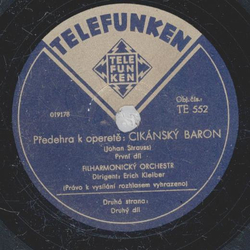 TELEFUNKEN
TELE
FUN
KEN
019178
Obj. čís.:
TE 552
Předehra k operetě: CIKÁNSKÝ BARON
(Johan Strauss)
První díl
FILHARMONICKÝ ORCHESTR
Dirigent: Erich Kleiber
(Právo k vysílání rozhlasem vyhrazeno)
Druhá strana:
Druhý díl